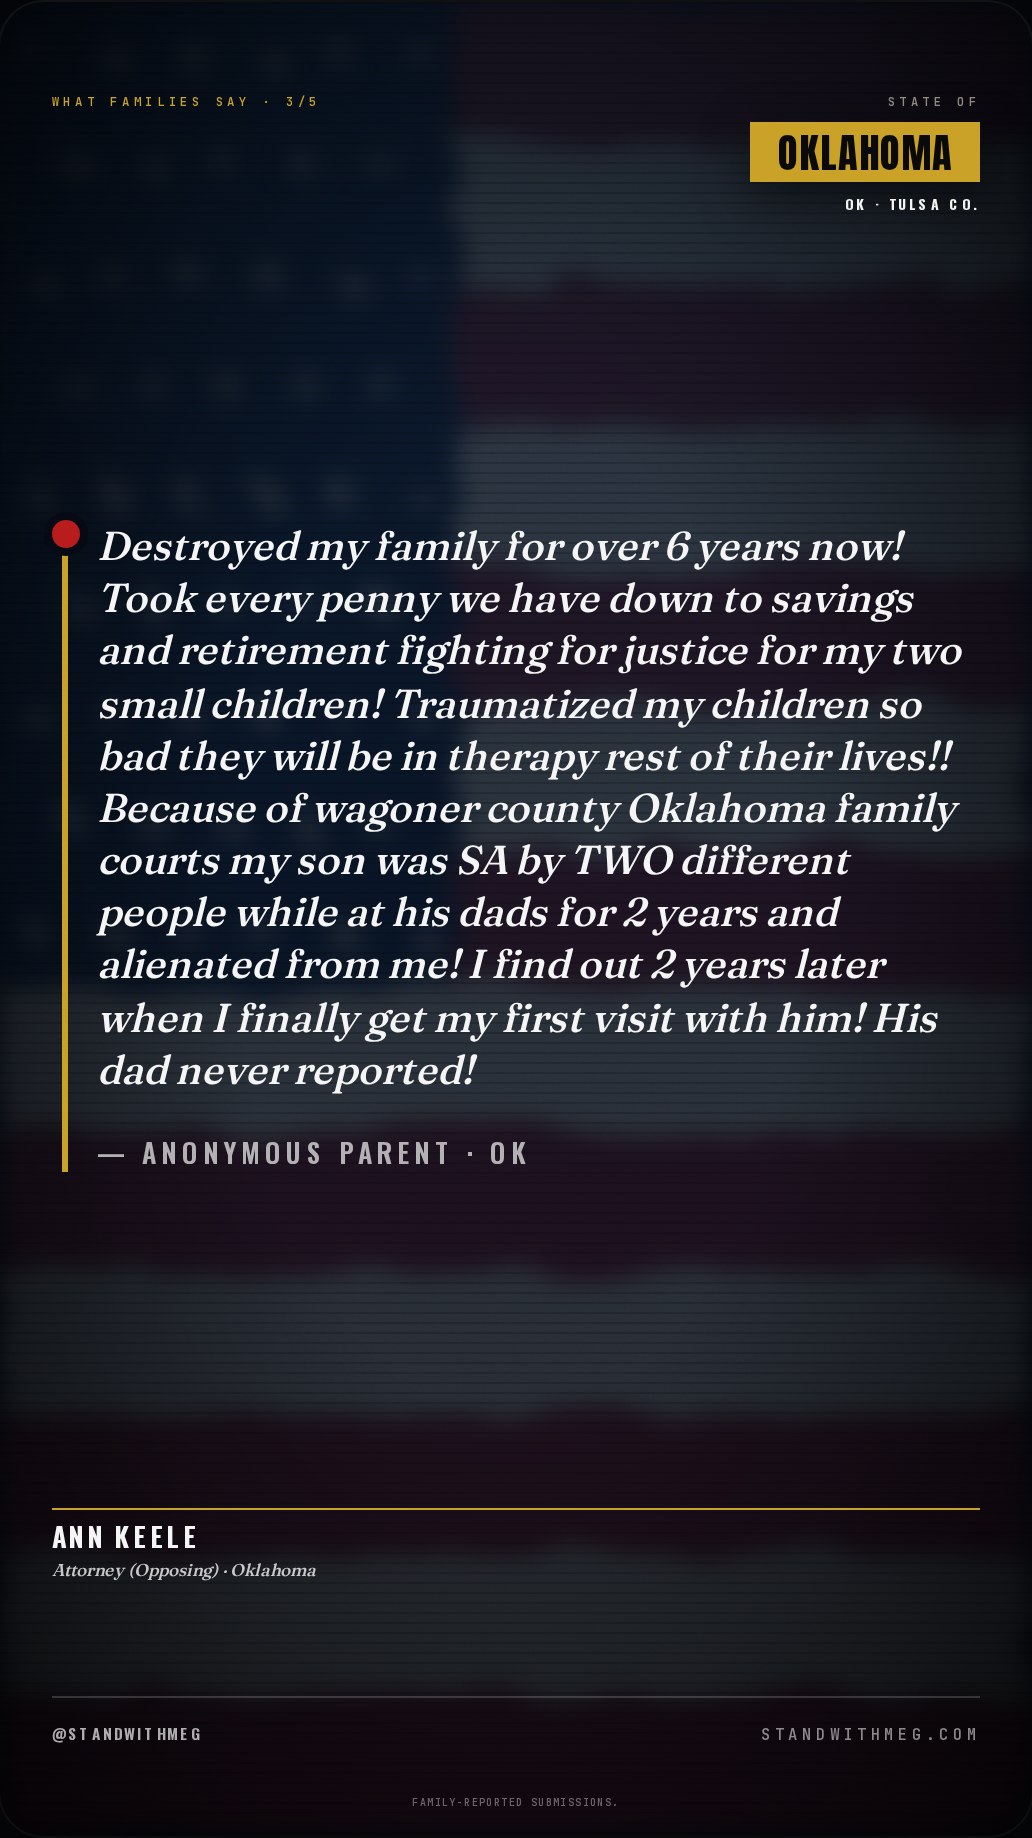 WHAT FAMILIES SAY · 3/5
STATE OF
OKLAHOMA
OK · TULSA CO.
Destroyed my family for over 6 years now!
Took every penny we have down to savings
and retirement fighting for justice for my two
small children! Traumatized my children so
bad they will be in therapy rest of their lives!!
Because of wagoner county Oklahoma family
courts my son was SA by TWO different
people while at his dads for 2 years and
alienated from me! I find out 2 years later
when I finally get my first visit with him! His
dad never reported!
— ANONYMOUS PARENT · OK
ANN KEELE
Attorney (Opposing) · Oklahoma
@STANDWITHMEG
STANDWITHMEG.COM
FAMILY-REPORTED SUBMISSIONS.